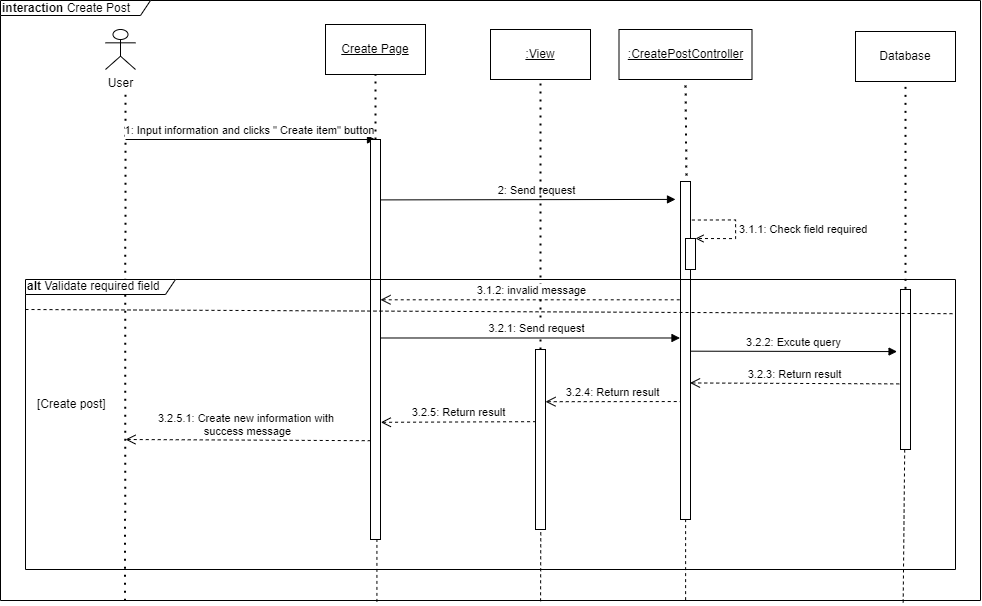 interaction Create Post
User
Create Page
:View
:CreatePostController
Database
1: Input information and clicks " Create item" button
2: Send request
3.1.1: Check field required
alt Validate required field
3.1.2: invalid message
3.2.1: Send request
3.2.2: Excute query
3.2.3: Return result
3.2.4: Return result
[Create post]
3.2.5: Return result
3.2.5.1: Create new information with
success message